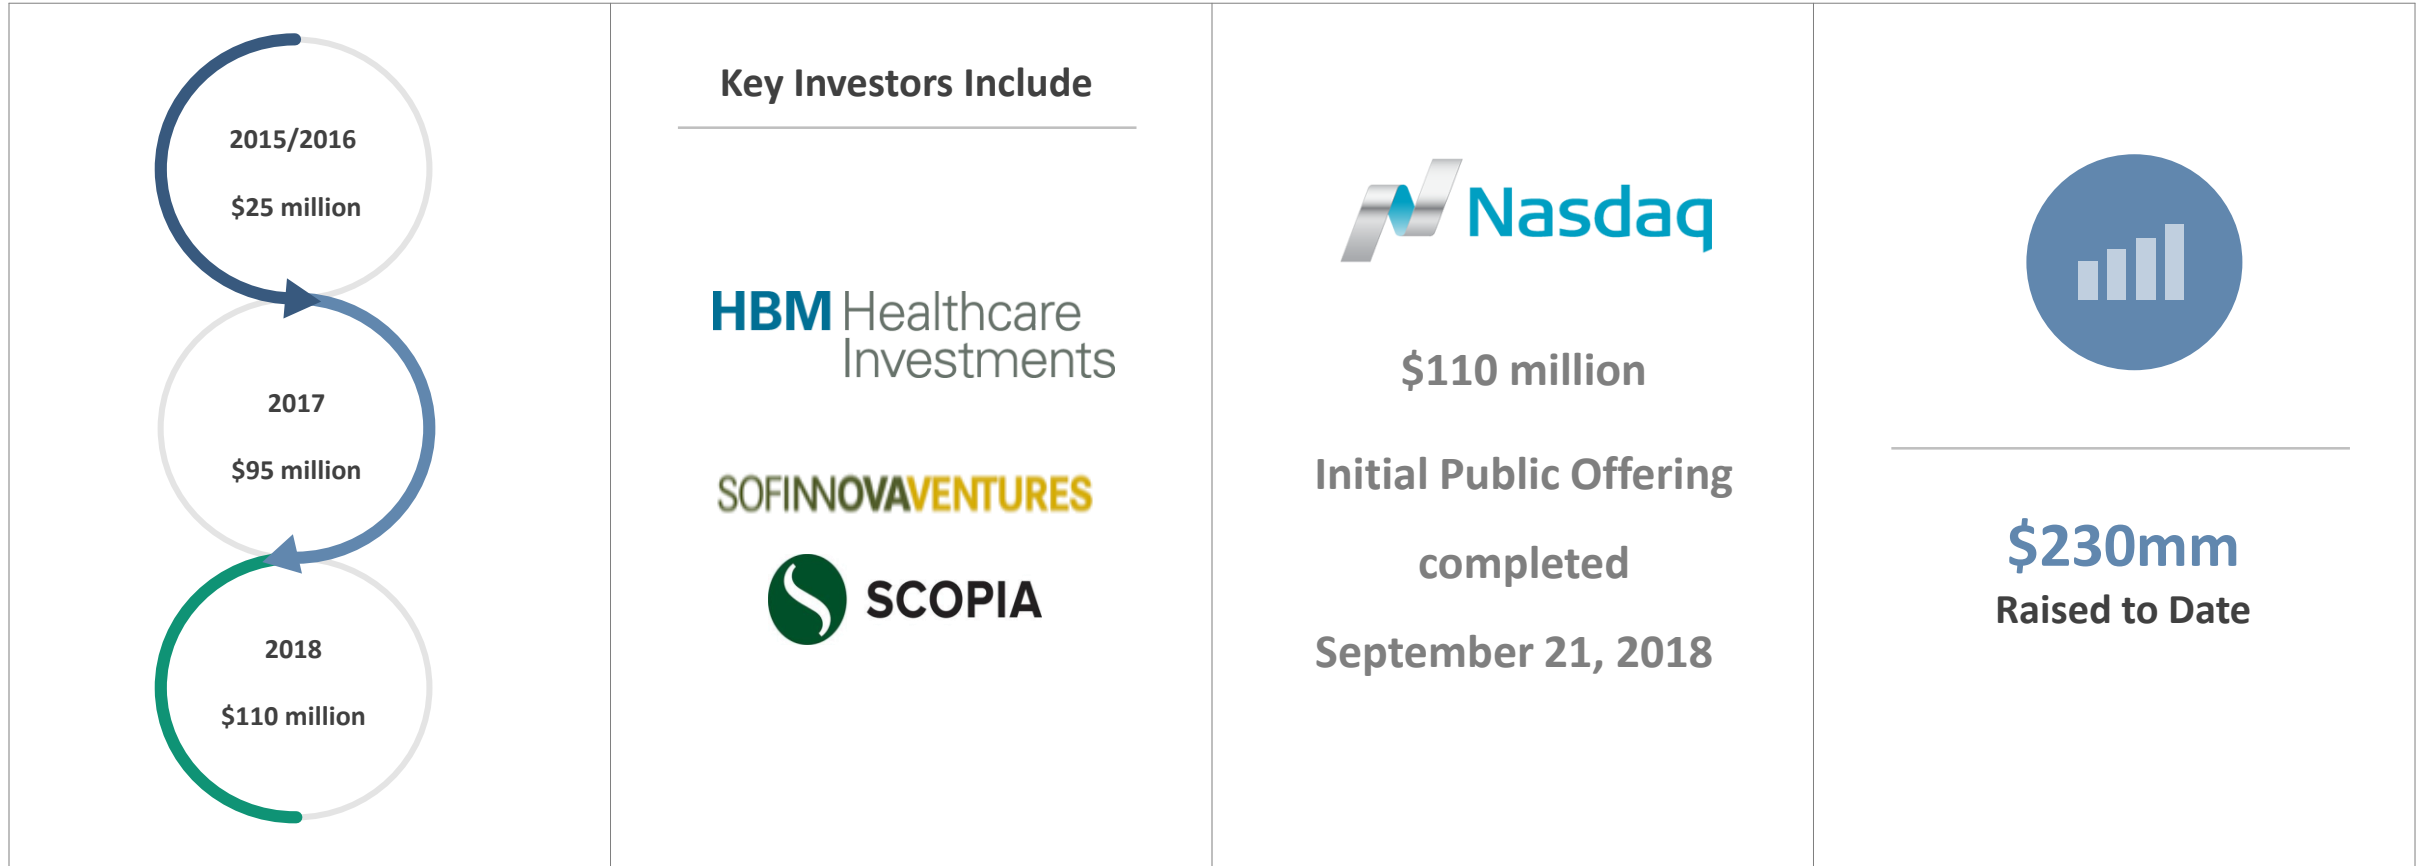 2015/2016
$25 million
2017
$95 million
2018
$110 million
Key Investors Include
HBM Healthcare
Investments
SOFINNOVAVENTURES
SCOPIA
Nasdaq
$110 million
Initial Public Offering
completed
September 21, 2018
$230mm
Raised to Date